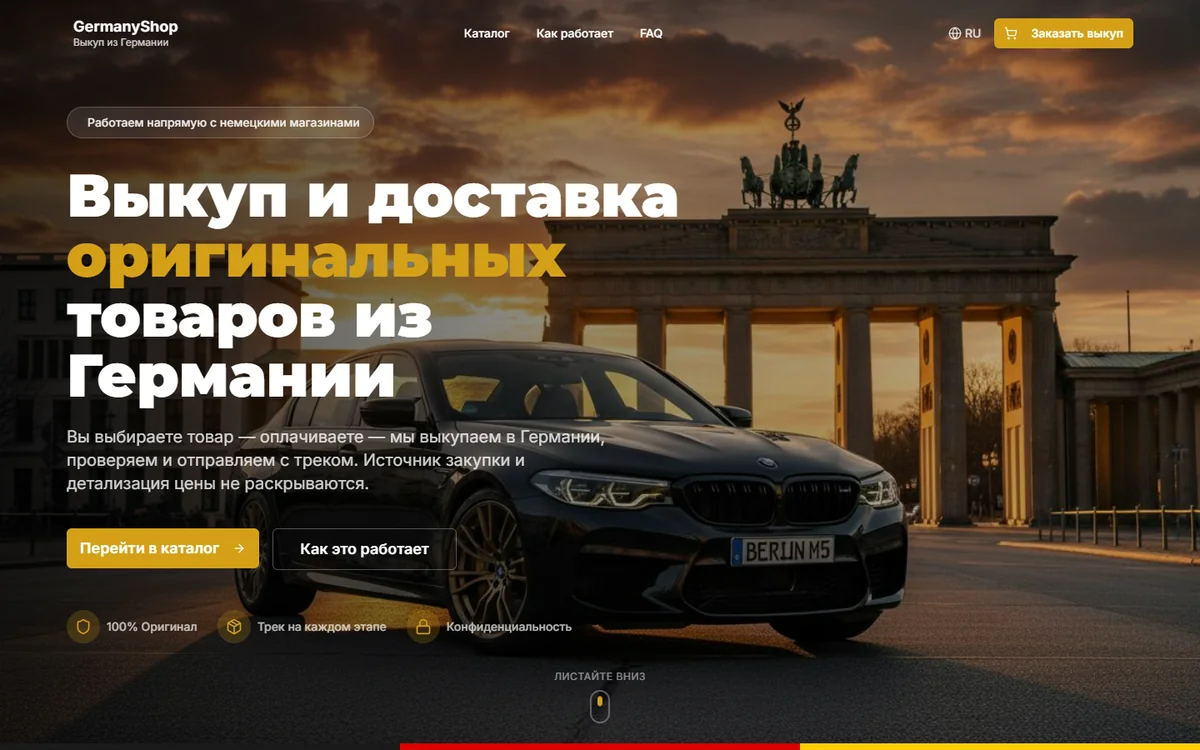 GermanyShop
Выкуп из Германии
Каталог
Как работает
FAQ
RU
Заказать выкуп
Работаем напрямую с немецкими магазинами
Выкуп и доставка
оригинальных
товаров из
Германии
Вы выбираете товар — оплачиваете — мы выкупаем в Германии,
проверяем и отправляем с треком. Источник закупки и
детализация цены не раскрываются.
Перейти в каталог
Как это работает
BERLIN M5
100% Оригинал
Трек на каждом этапе
Конфиденциальность
ЛИСТАЙТЕ ВНИЗ